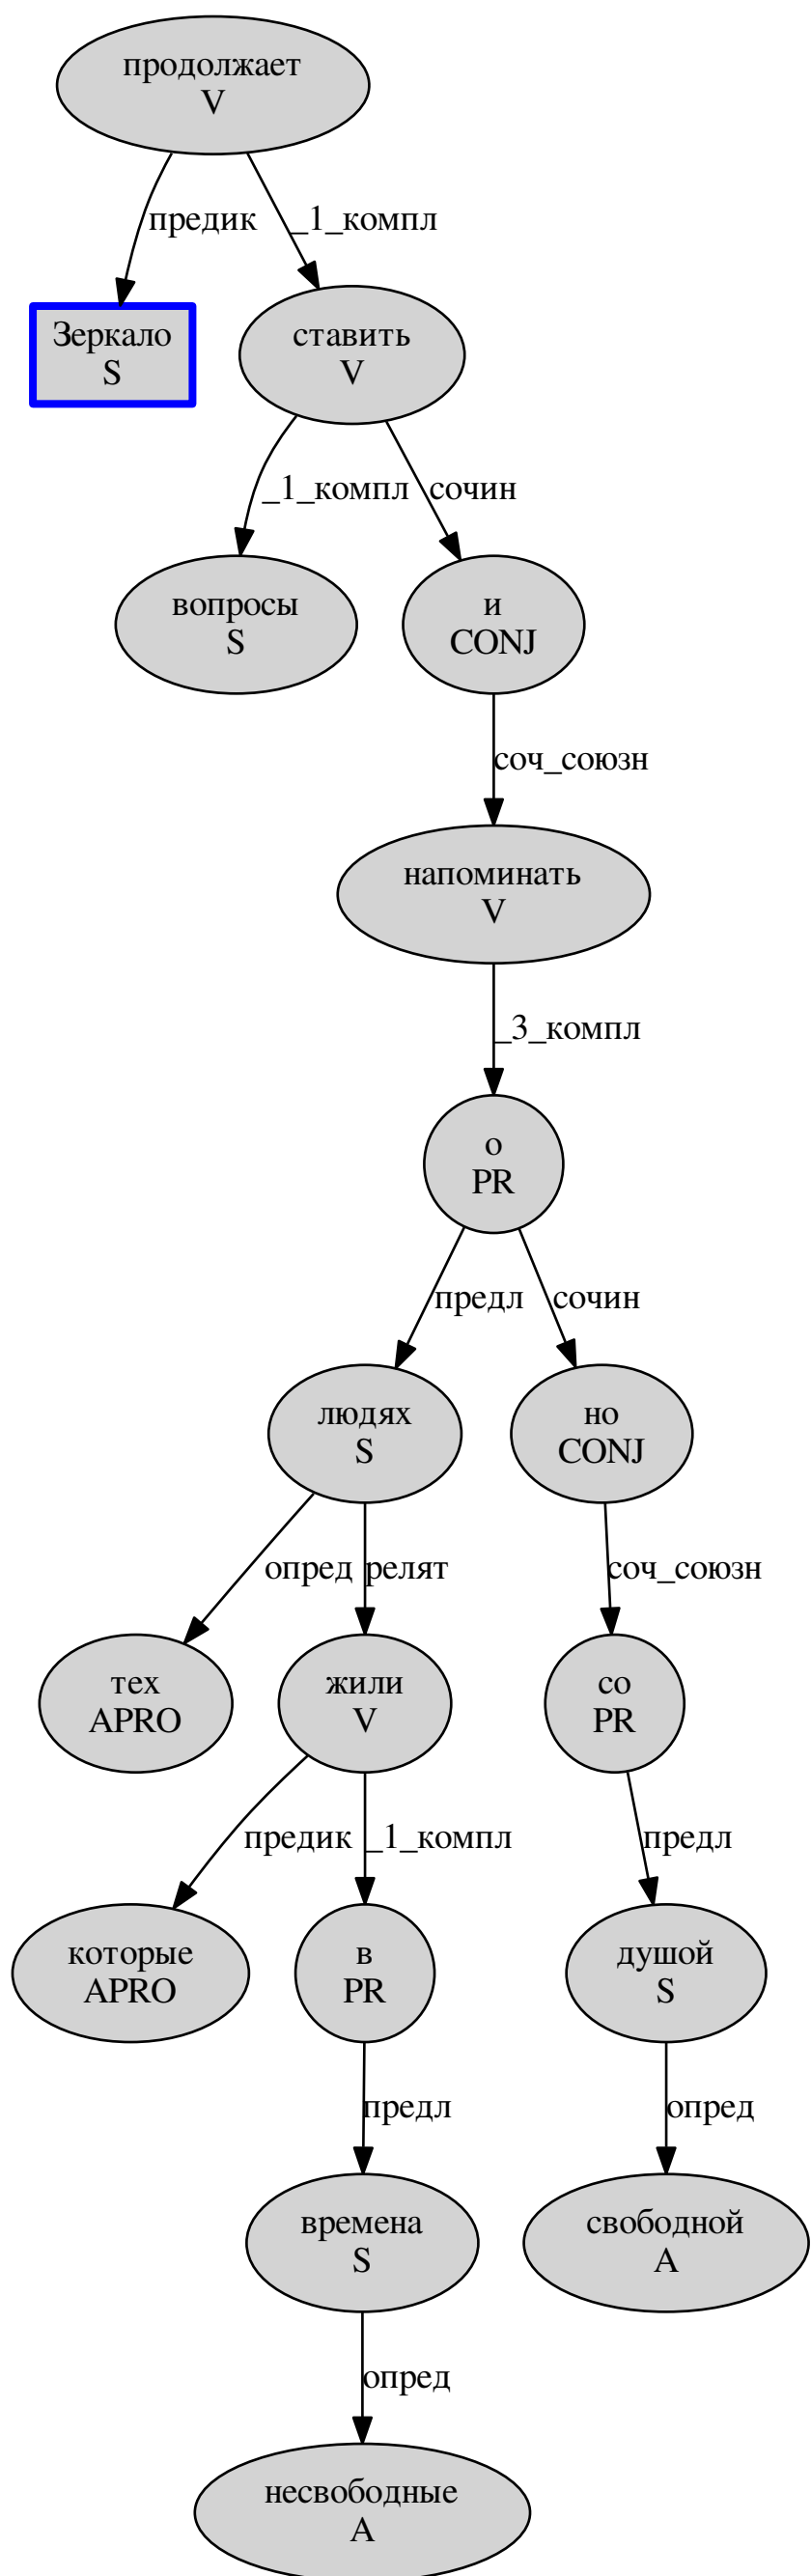 продолжает
V
предик
_1_компл
Зеркало
S
ставить
V
_1_компл
сочин
вопросы
S
и
CONJ
соч_союзн
напоминать
V
_3_компл
о
PR
предл
сочин
людях
S
но
CONJ
опред
релят
соч_союзн
тех
APRO
жили
V
со
PR
предик
_1_компл
предл
которые
APRO
в
PR
душой
S
предл
опред
времена
S
свободной
A
опред
несвободные
A